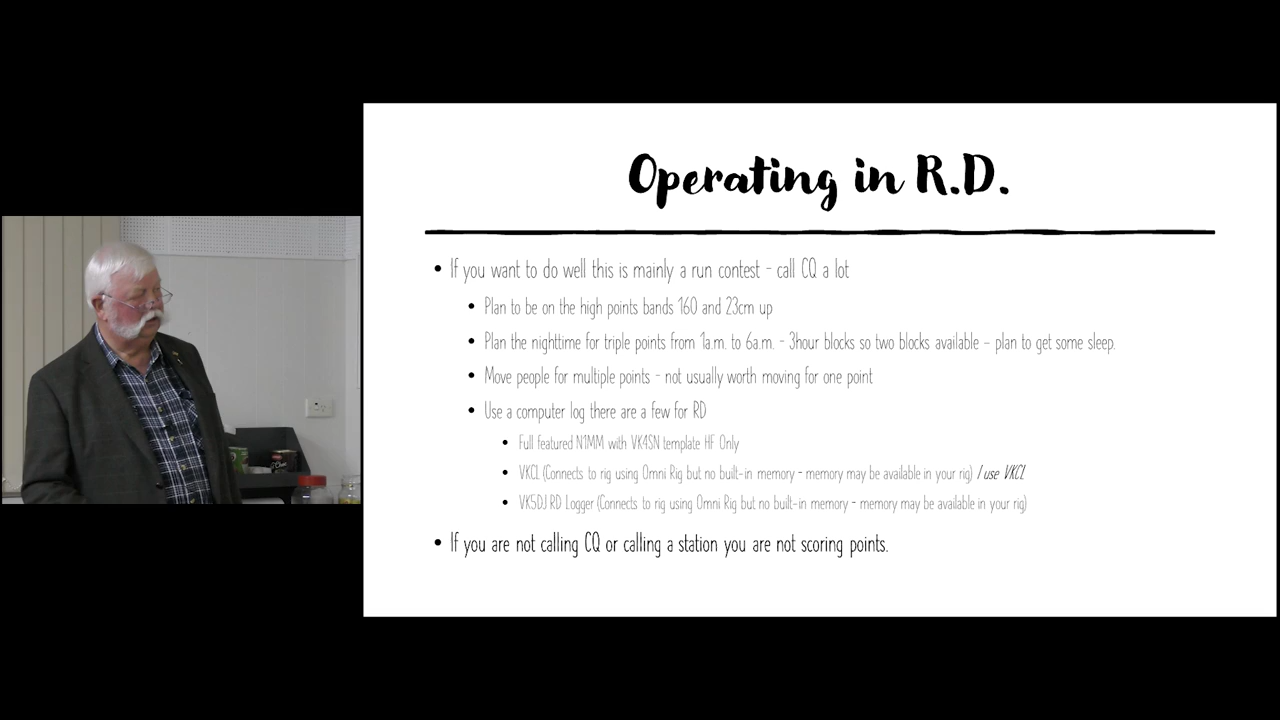 Operating in R.D.
• If you want to do well this is mainly a run contest - call CQ a lot
• Plan to be on the high points bands 160 and 23cm up
• Plan the nighttime for triple points from 1a.m. to 6a.m. - 3hour blocks so two blocks available – plan to get some sleep.
• Move people for multiple points - not usually worth moving for one point
• Use a computer log there are a few for RD
• Full featured N1MM with VK4SN template HF Only
• VKCL (Connects to rig using Omni Rig but no built-in memory - memory may be available in your rig) I use VKCL
• VK5DJ RD Logger (Connects to rig using Omni Rig but no built-in memory - memory may be available in your rig)
• If you are not calling CQ or calling a station you are not scoring points.